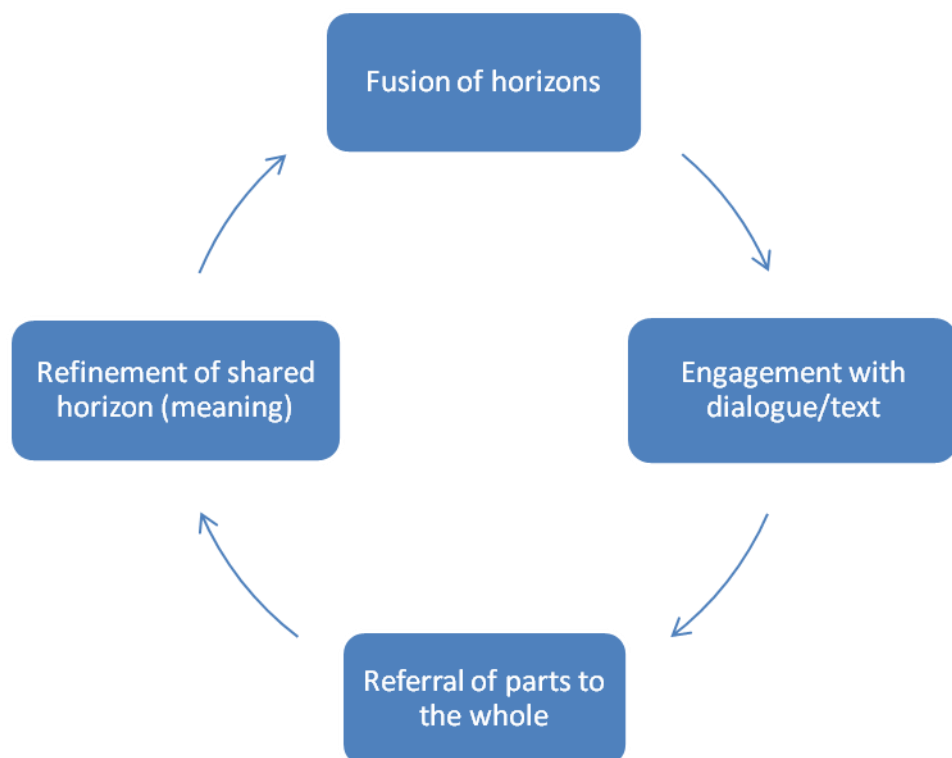 Fusion of horizons
Engagement with
dialogue/text
Referral of parts to
the whole
Refinement of shared
horizon (meaning)